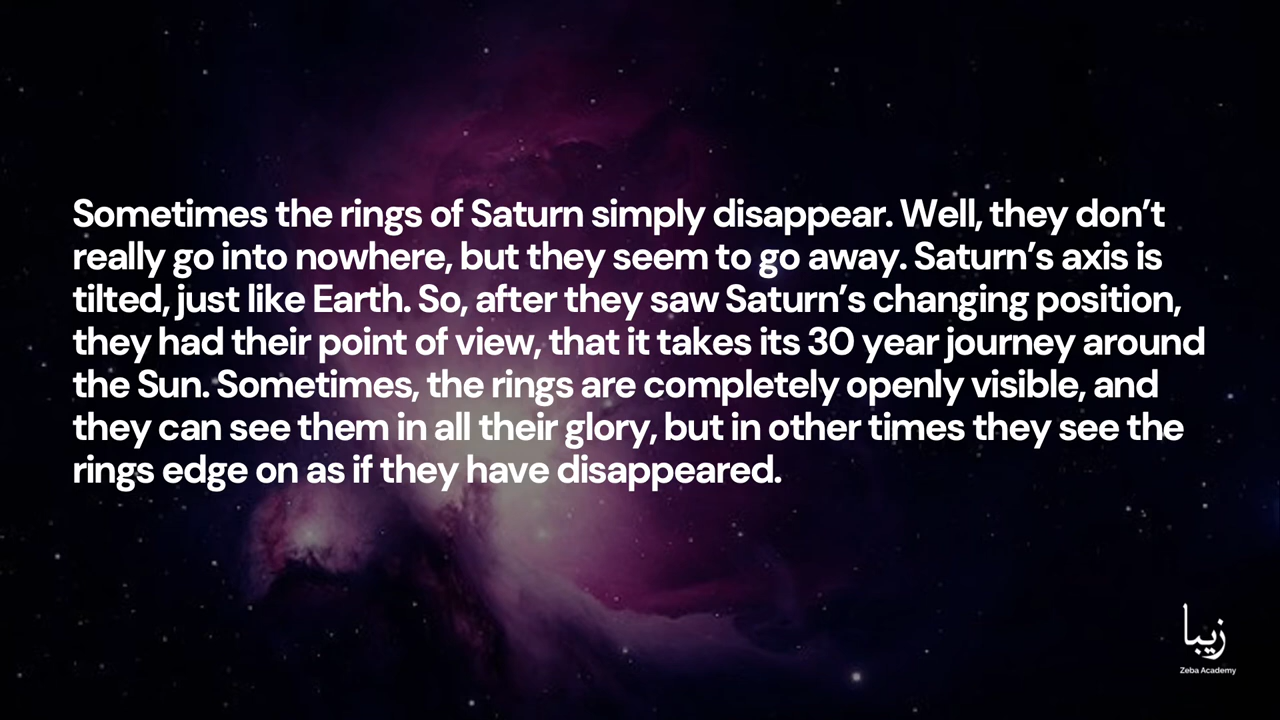 Sometimes the rings of Saturn simply disappear. Well, they don’t
really go into nowhere, but they seem to go away. Saturn’s axis is
tilted, just like Earth. So, after they saw Saturn’s changing position,
they had their point of view, that it takes its 30 year journey around
the Sun. Sometimes, the rings are completely openly visible, and
they can see them in all their glory, but in other times they see the
rings edge on as if they have disappeared.
زیبا
Zeba Academy